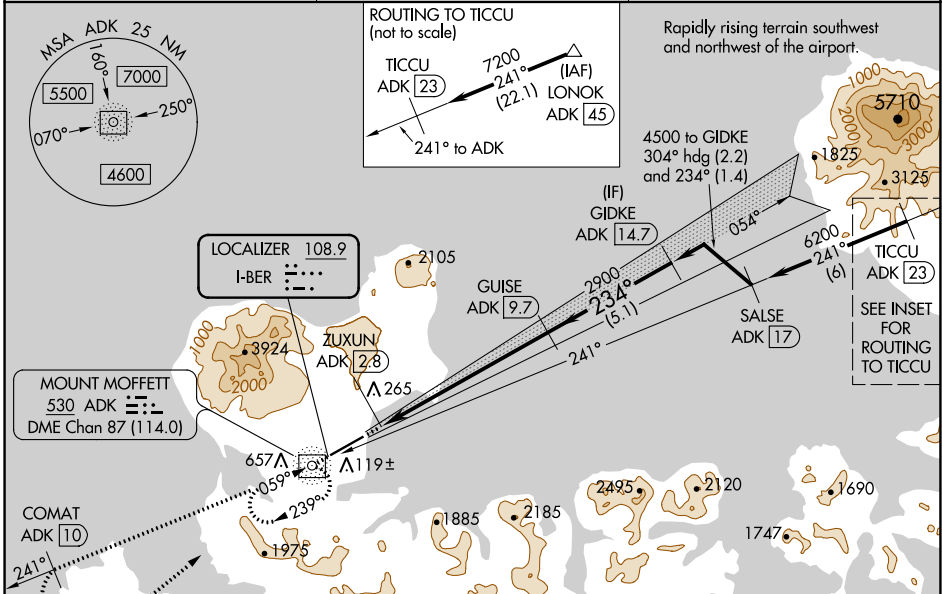 MSA ADK 25 NM
160°
7000
5500
250°
070°
4600
ROUTING TO TICCU
(not to scale)
TICCU
ADK 23
7200
241°
(22.1)
(IAF)
LONOK
ADK 45
241° to ADK
Rapidly rising terrain southwest
and northwest of the airport.
1000
5710
2000
3000
1825
3125
4500 to GIDKE
304° hdg (2.2)
and 234° (1.4)
(IF)
GIDKE
ADK 14.7
054°
6200
241°
(6)
TICCU
ADK 23
SEE INSET
FOR
ROUTING
TO TICCU
LOCALIZER 108.9
I-BER
2105
GUISE
ADK 9.7
2900
234°
(5.1)
SALSE
ADK 17
241°
1000
3924
2000
ZUXUN
ADK 2.8
265
MOUNT MOFFETT
530 ADK
DME Chan 87 (114.0)
657
119±
059°
239°
COMAT
ADK 10
241°
1975
1885
2185
2495
2120
1690
1747